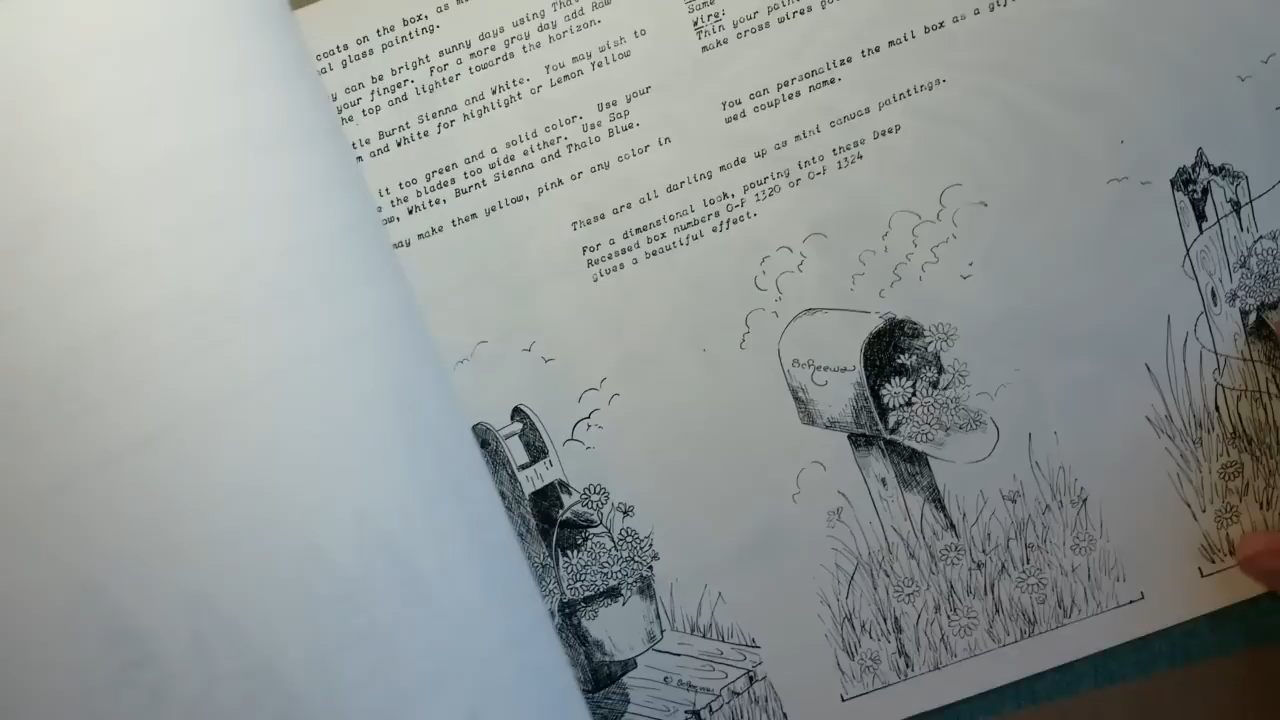 coats on the box, as
al glass painting.
can be bright sunny days using
your finger. For a more gray day add Raw
he top and lighter towards the horizon.
tle Burnt Sienna and White. You may wish to
and White for highlight or Lemon Yellow
it too green and a solid color. Use your
the blades too wide either. Use Sap
ow, White, Burnt Sienna and Thalo Blue.
may make them yellow, pink or any color in
Same
Wire:
Thin your
make cross wires
You can personalize the mail box as a
wed couples name.
These are all darling made up as mini canvas paintings.
For a dimensional look, pouring into these Deep
Recessed box numbers O-P 1320 or O-P 1324
gives a beautiful effect.